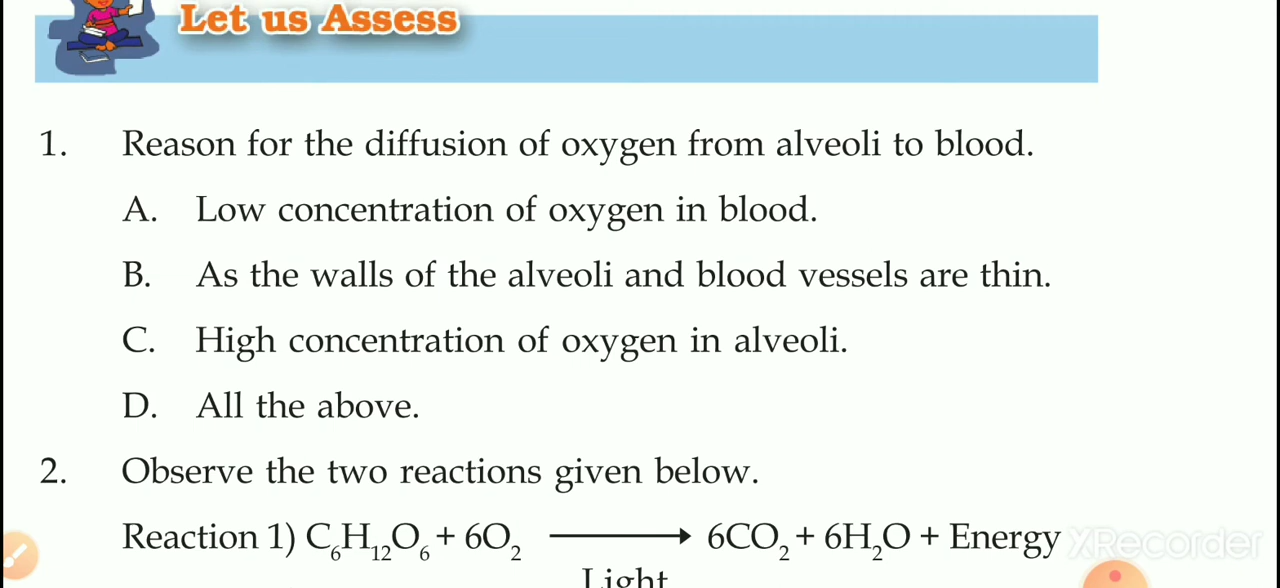 Let us Assess
1. Reason for the diffusion of oxygen from alveoli to blood.
A. Low concentration of oxygen in blood.
B. As the walls of the alveoli and blood vessels are thin.
C. High concentration of oxygen in alveoli.
D. All the above.
2. Observe the two reactions given below.
Reaction 1) C₆H₁₂O₆ + 6O₂ ⟶ 6CO₂ + 6H₂O + Energy
XRecorder
Light